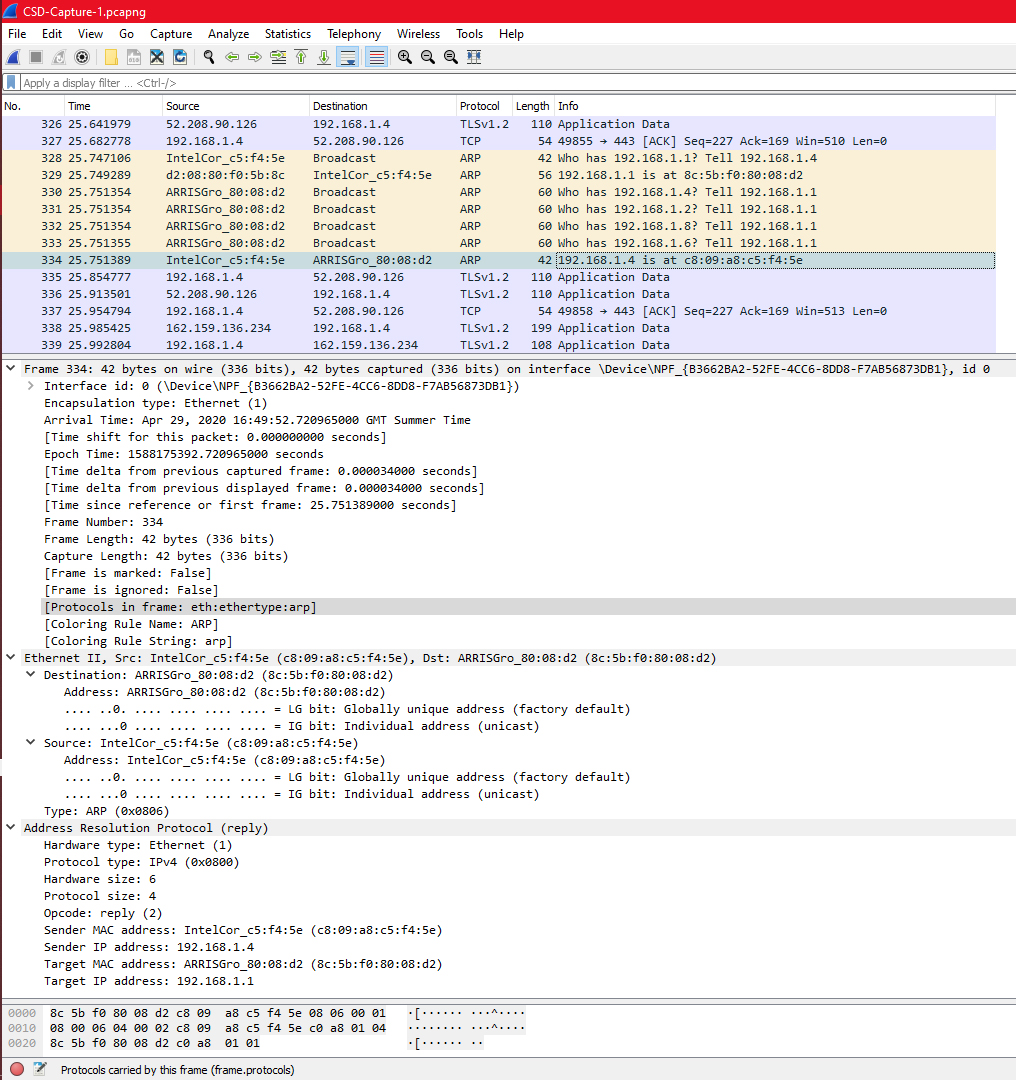 CSD-Capture-1.pcapng
File Edit View Go Capture Analyze Statistics Telephony Wireless Tools Help
Apply a display filter ... <Ctrl-/>
No. Time Source Destination Protocol Length Info
326 25.641979 52.208.90.126 192.168.1.4 TLSv1.2 110 Application Data
327 25.682778 192.168.1.4 52.208.90.126 TCP 54 49855 → 443 [ACK] Seq=227 Ack=169 Win=510 Len=0
328 25.747106 IntelCor_c5:f4:5e Broadcast ARP 42 Who has 192.168.1.1? Tell 192.168.1.4
329 25.749289 d2:08:80:f0:5b:8c IntelCor_c5:f4:5e ARP 56 192.168.1.1 is at 8c:5b:f0:80:08:d2
330 25.751354 ARRISGro_80:08:d2 Broadcast ARP 60 Who has 192.168.1.4? Tell 192.168.1.1
331 25.751354 ARRISGro_80:08:d2 Broadcast ARP 60 Who has 192.168.1.2? Tell 192.168.1.1
332 25.751354 ARRISGro_80:08:d2 Broadcast ARP 60 Who has 192.168.1.8? Tell 192.168.1.1
333 25.751355 ARRISGro_80:08:d2 Broadcast ARP 60 Who has 192.168.1.6? Tell 192.168.1.1
334 25.751389 IntelCor_c5:f4:5e ARRISGro_80:08:d2 ARP 42 192.168.1.4 is at c8:09:a8:c5:f4:5e
335 25.854777 192.168.1.4 52.208.90.126 TLSv1.2 110 Application Data
336 25.913501 52.208.90.126 192.168.1.4 TLSv1.2 110 Application Data
337 25.954794 192.168.1.4 52.208.90.126 TCP 54 49858 → 443 [ACK] Seq=227 Ack=169 Win=513 Len=0
338 25.985425 162.159.136.234 192.168.1.4 TLSv1.2 199 Application Data
339 25.992804 192.168.1.4 162.159.136.234 TLSv1.2 108 Application Data
Frame 334: 42 bytes on wire (336 bits), 42 bytes captured (336 bits) on interface \Device\NPF_{B3662BA2-52FE-4CC6-8DD8-F7AB56873DB1}, id 0
Interface id: 0 (\Device\NPF_{B3662BA2-52FE-4CC6-8DD8-F7AB56873DB1})
Encapsulation type: Ethernet (1)
Arrival Time: Apr 29, 2020 16:49:52.720965000 GMT Summer Time
[Time shift for this packet: 0.000000000 seconds]
Epoch Time: 1588175392.720965000 seconds
[Time delta from previous captured frame: 0.000034000 seconds]
[Time delta from previous displayed frame: 0.000034000 seconds]
[Time since reference or first frame: 25.751389000 seconds]
Frame Number: 334
Frame Length: 42 bytes (336 bits)
Capture Length: 42 bytes (336 bits)
[Frame is marked: False]
[Frame is ignored: False]
[Protocols in frame: eth:ethertype:arp]
[Coloring Rule Name: ARP]
[Coloring Rule String: arp]
Ethernet II, Src: IntelCor_c5:f4:5e (c8:09:a8:c5:f4:5e), Dst: ARRISGro_80:08:d2 (8c:5b:f0:80:08:d2)
Destination: ARRISGro_80:08:d2 (8c:5b:f0:80:08:d2)
Address: ARRISGro_80:08:d2 (8c:5b:f0:80:08:d2)
.... ..0. .... .... .... .... = LG bit: Globally unique address (factory default)
.... ...0 .... .... .... .... = IG bit: Individual address (unicast)
Source: IntelCor_c5:f4:5e (c8:09:a8:c5:f4:5e)
Address: IntelCor_c5:f4:5e (c8:09:a8:c5:f4:5e)
.... ..0. .... .... .... .... = LG bit: Globally unique address (factory default)
.... ...0 .... .... .... .... = IG bit: Individual address (unicast)
Type: ARP (0x0806)
Address Resolution Protocol (reply)
Hardware type: Ethernet (1)
Protocol type: IPv4 (0x0800)
Hardware size: 6
Protocol size: 4
Opcode: reply (2)
Sender MAC address: IntelCor_c5:f4:5e (c8:09:a8:c5:f4:5e)
Sender IP address: 192.168.1.4
Target MAC address: ARRISGro_80:08:d2 (8c:5b:f0:80:08:d2)
Target IP address: 192.168.1.1
0000 8c 5b f0 80 08 d2 c8 09 a8 c5 f4 5e 08 06 00 01 ·[······ ···^····
0010 08 00 06 04 00 02 c8 09 a8 c5 f4 5e c0 a8 01 04 ········ ···^····
0020 8c 5b f0 80 08 d2 c0 a8 01 01 ·[······ ··
Protocols carried by this frame (frame.protocols)